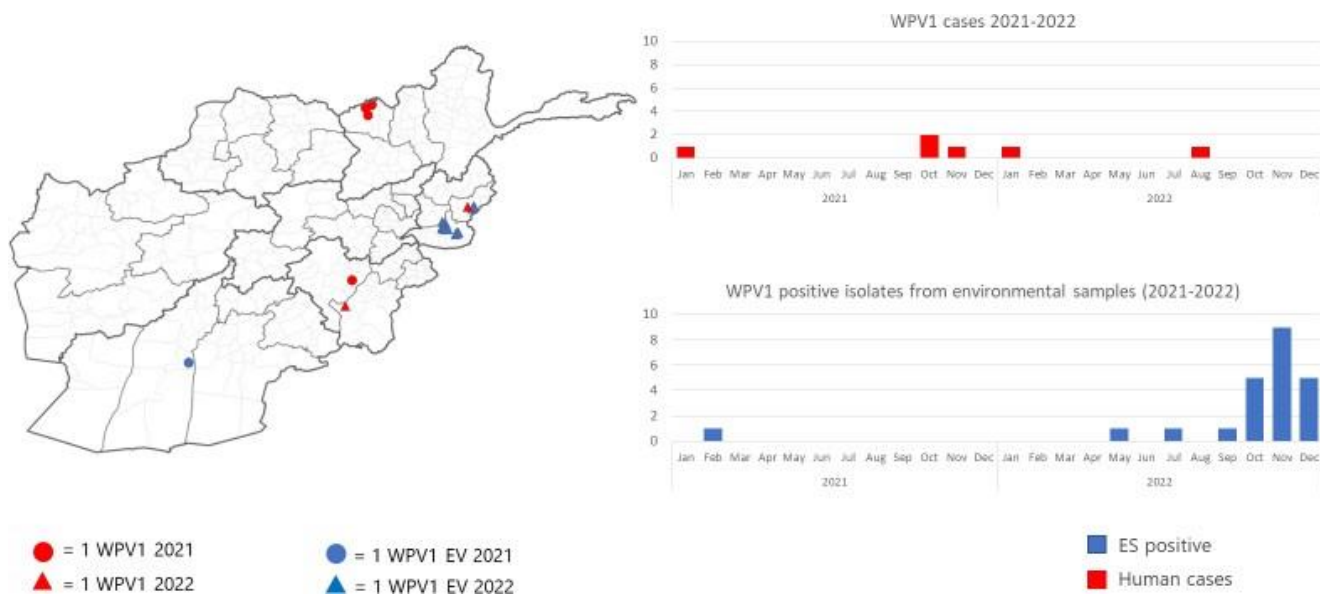 WPV1 cases 2021-2022
10
8
6
4
2
0
Jan Feb Mar Apr May Jun Jul Aug Sep Oct Nov Dec Jan Feb Mar Apr May Jun Jul Aug Sep Oct Nov Dec
2021 2022
WPV1 positive isolates from environmental samples (2021-2022)
10
8
6
4
2
0
Jan Feb Mar Apr May Jun Jul Aug Sep Oct Nov Dec Jan Feb Mar Apr May Jun Jul Aug Sep Oct Nov Dec
2021 2022
= 1 WPV1 2021
= 1 WPV1 2022
= 1 WPV1 EV 2021
= 1 WPV1 EV 2022
ES positive
Human cases